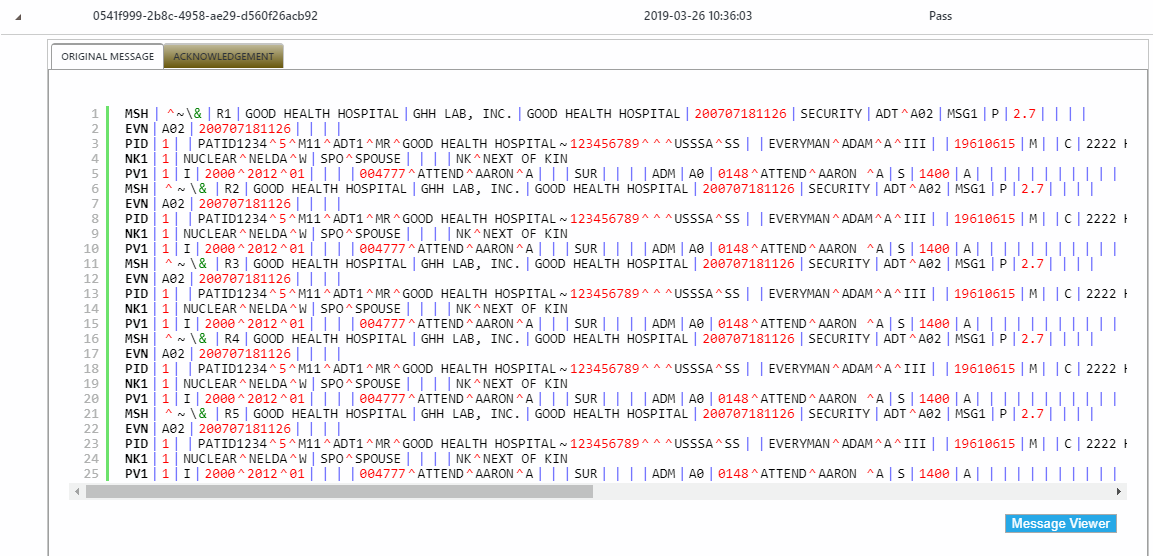 0541f999-2b8c-4958-ae29-d560f26acb92 2019-03-26 10:36:03 Pass
ORIGINAL MESSAGE ACKNOWLEDGEMENT
1 MSH|^~\&|R1|GOOD HEALTH HOSPITAL|GHH LAB, INC.|GOOD HEALTH HOSPITAL|200707181126|SECURITY|ADT^A02|MSG1|P|2.7||||
2 EVN|A02|200707181126||||
3 PID|1||PATID1234^5^M11^ADT1^MR^GOOD HEALTH HOSPITAL~123456789^^^USSSA^SS||EVERYMAN^ADAM^A^III||19610615|M||C|2222
4 NK1|1|NUCLEAR^NELDA^W|SPO^SPOUSE||||NK^NEXT OF KIN
5 PV1|1|I|2000^2012^01||||004777^ATTEND^AARON^A|||SUR||||ADM|A0|0148^ATTEND^AARON ^A|S|1400|A|||||||||||
6 MSH|^~\&|R2|GOOD HEALTH HOSPITAL|GHH LAB, INC.|GOOD HEALTH HOSPITAL|200707181126|SECURITY|ADT^A02|MSG1|P|2.7||||
7 EVN|A02|200707181126||||
8 PID|1||PATID1234^5^M11^ADT1^MR^GOOD HEALTH HOSPITAL~123456789^^^USSSA^SS||EVERYMAN^ADAM^A^III||19610615|M||C|2222
9 NK1|1|NUCLEAR^NELDA^W|SPO^SPOUSE||||NK^NEXT OF KIN
10 PV1|1|I|2000^2012^01||||004777^ATTEND^AARON^A|||SUR||||ADM|A0|0148^ATTEND^AARON ^A|S|1400|A|||||||||||
11 MSH|^~\&|R3|GOOD HEALTH HOSPITAL|GHH LAB, INC.|GOOD HEALTH HOSPITAL|200707181126|SECURITY|ADT^A02|MSG1|P|2.7||||
12 EVN|A02|200707181126||||
13 PID|1||PATID1234^5^M11^ADT1^MR^GOOD HEALTH HOSPITAL~123456789^^^USSSA^SS||EVERYMAN^ADAM^A^III||19610615|M||C|2222
14 NK1|1|NUCLEAR^NELDA^W|SPO^SPOUSE||||NK^NEXT OF KIN
15 PV1|1|I|2000^2012^01||||004777^ATTEND^AARON^A|||SUR||||ADM|A0|0148^ATTEND^AARON ^A|S|1400|A|||||||||||
16 MSH|^~\&|R4|GOOD HEALTH HOSPITAL|GHH LAB, INC.|GOOD HEALTH HOSPITAL|200707181126|SECURITY|ADT^A02|MSG1|P|2.7||||
17 EVN|A02|200707181126||||
18 PID|1||PATID1234^5^M11^ADT1^MR^GOOD HEALTH HOSPITAL~123456789^^^USSSA^SS||EVERYMAN^ADAM^A^III||19610615|M||C|2222
19 NK1|1|NUCLEAR^NELDA^W|SPO^SPOUSE||||NK^NEXT OF KIN
20 PV1|1|I|2000^2012^01||||004777^ATTEND^AARON^A|||SUR||||ADM|A0|0148^ATTEND^AARON ^A|S|1400|A|||||||||||
21 MSH|^~\&|R5|GOOD HEALTH HOSPITAL|GHH LAB, INC.|GOOD HEALTH HOSPITAL|200707181126|SECURITY|ADT^A02|MSG1|P|2.7||||
22 EVN|A02|200707181126||||
23 PID|1||PATID1234^5^M11^ADT1^MR^GOOD HEALTH HOSPITAL~123456789^^^USSSA^SS||EVERYMAN^ADAM^A^III||19610615|M||C|2222
24 NK1|1|NUCLEAR^NELDA^W|SPO^SPOUSE||||NK^NEXT OF KIN
25 PV1|1|I|2000^2012^01||||004777^ATTEND^AARON^A|||SUR||||ADM|A0|0148^ATTEND^AARON ^A|S|1400|A|||||||||||
Message Viewer